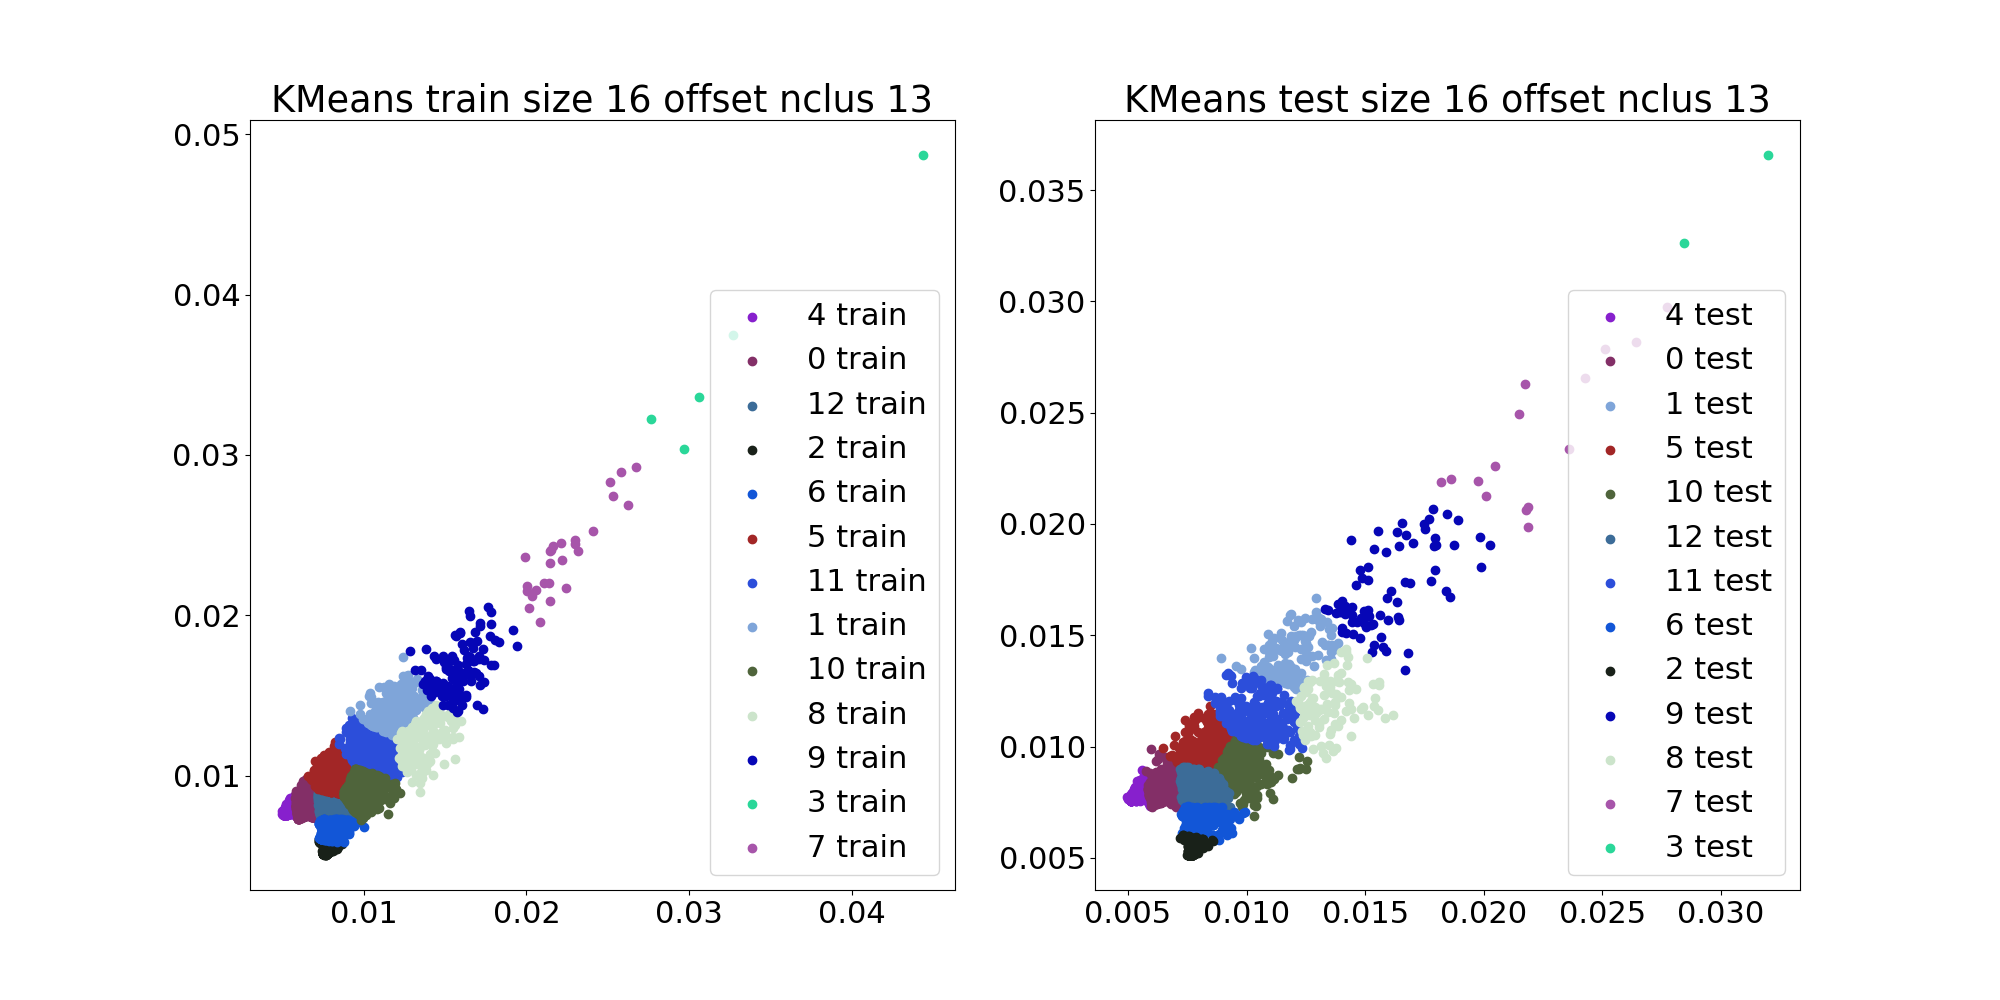 KMeans train size 16 offset nclus 13
0.05
0.04
0.03
0.02
0.01
0.01
0.02
0.03
0.04
4 train
0 train
12 train
2 train
6 train
5 train
11 train
1 train
10 train
8 train
9 train
3 train
7 train
KMeans test size 16 offset nclus 13
0.035
0.030
0.025
0.020
0.015
0.010
0.005
0.005
0.010
0.015
0.020
0.025
0.030
4 test
0 test
1 test
5 test
10 test
12 test
11 test
6 test
2 test
9 test
8 test
7 test
3 test